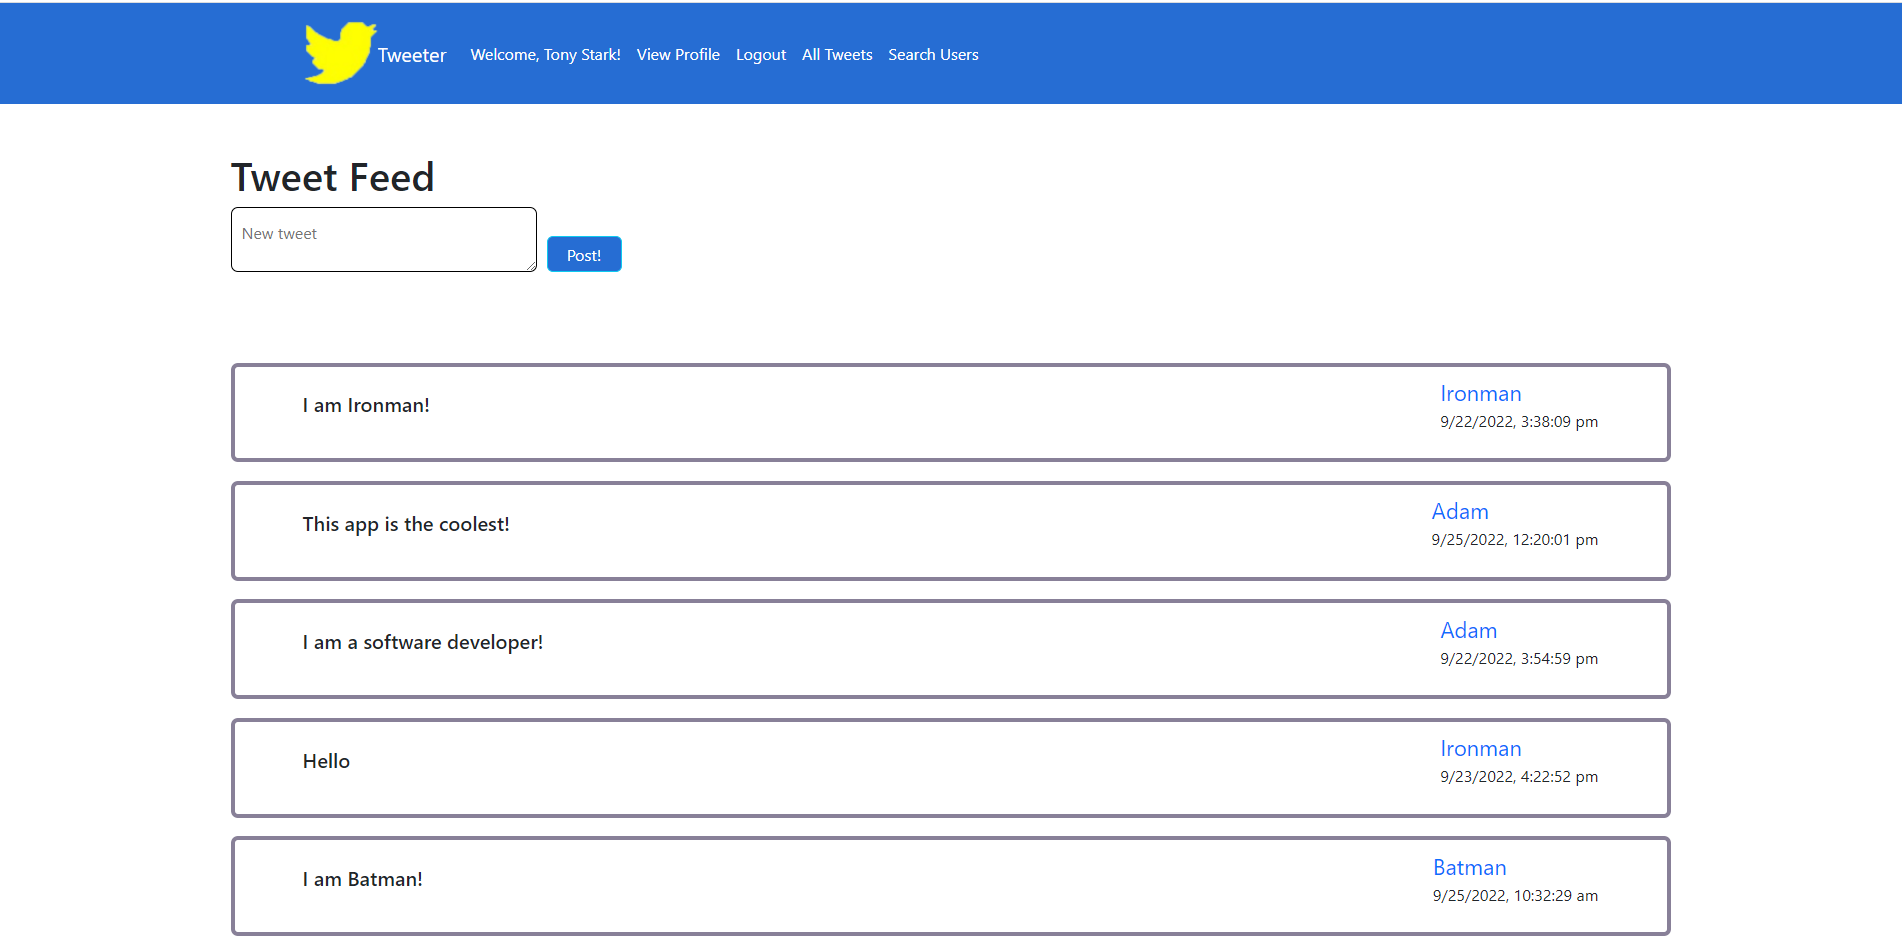 Tweeter Welcome, Tony Stark! View Profile Logout All Tweets Search Users
Tweet Feed
New tweet
Post!
I am Ironman!
Ironman
9/22/2022, 3:38:09 pm
This app is the coolest!
Adam
9/25/2022, 12:20:01 pm
I am a software developer!
Adam
9/22/2022, 3:54:59 pm
Hello
Ironman
9/23/2022, 4:22:52 pm
I am Batman!
Batman
9/25/2022, 10:32:29 am